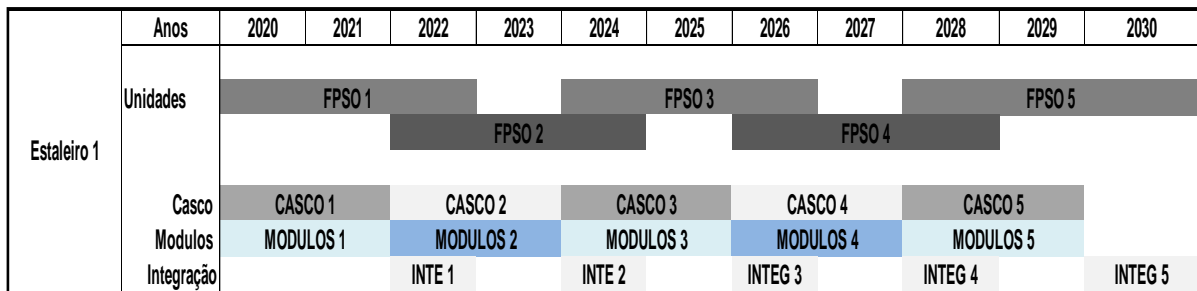 Anos 2020 2021 2022 2023 2024 2025 2026 2027 2028 2029 2030
Unidades FPSO 1 FPSO 3 FPSO 5
FPSO 2 FPSO 4
Estaleiro 1
Casco CASCO 1 CASCO 2 CASCO 3 CASCO 4 CASCO 5
Modulos MODULOS 1 MODULOS 2 MODULOS 3 MODULOS 4 MODULOS 5
Integração INTE 1 INTE 2 INTEG 3 INTEG 4 INTEG 5